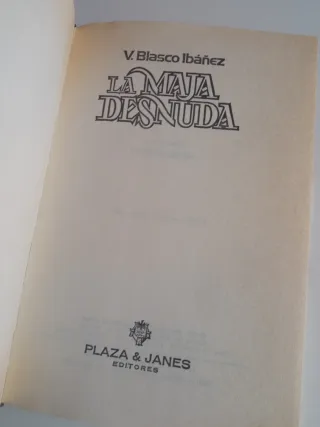 V. Blasco Ibáñez
LA MAJA
DESNUDA
PLAZA & JANES
EDITORES